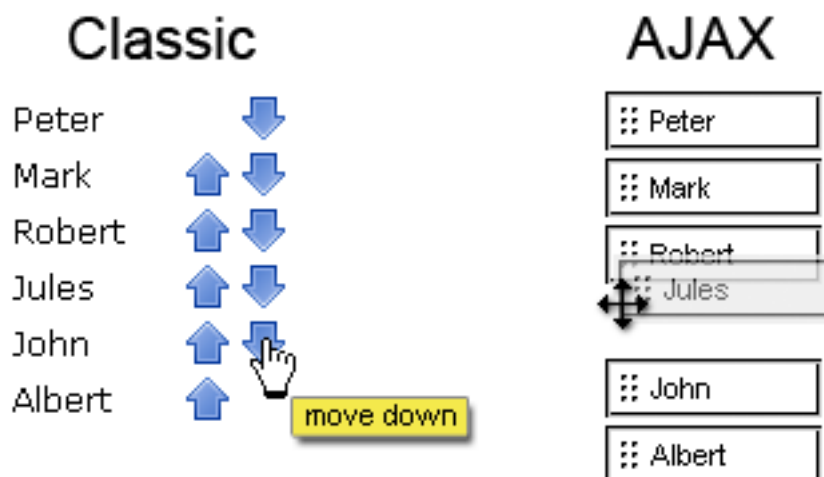 Classic
Peter
Mark
Robert
Jules
John
Albert
move down
AJAX
Peter
Mark
Robert
Jules
John
Albert